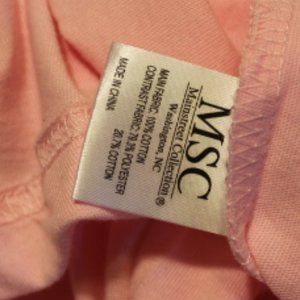 MSC
Mainstreet Collection®
Washington, NC
MAIN FABRIC: 100% COTTON
CONTRAST FABRIC: 79.3% POLYESTER
20.7% COTTON
MADE IN CHINA